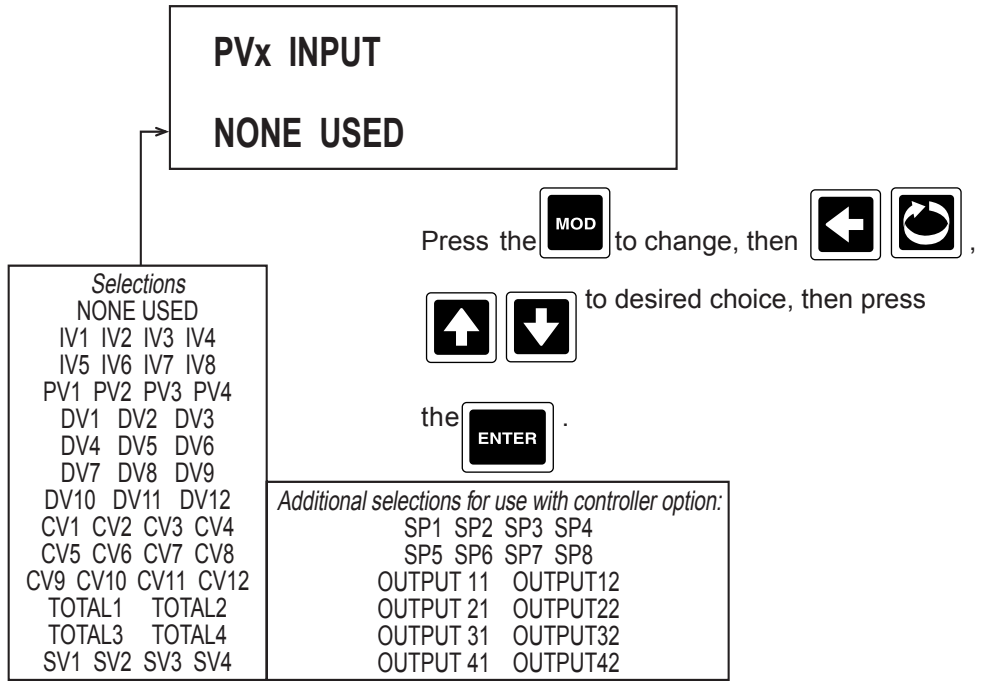 PVx INPUT
NONE USED
Press the MOD to change, then ,
to desired choice, then press
the ENTER .
Selections
NONE USED
IV1 IV2 IV3 IV4
IV5 IV6 IV7 IV8
PV1 PV2 PV3 PV4
DV1 DV2 DV3
DV4 DV5 DV6
DV7 DV8 DV9
DV10 DV11 DV12
CV1 CV2 CV3 CV4
CV5 CV6 CV7 CV8
CV9 CV10 CV11 CV12
TOTAL1 TOTAL2
TOTAL3 TOTAL4
SV1 SV2 SV3 SV4
Additional selections for use with controller option:
SP1 SP2 SP3 SP4
SP5 SP6 SP7 SP8
OUTPUT 11 OUTPUT12
OUTPUT 21 OUTPUT22
OUTPUT 31 OUTPUT32
OUTPUT 41 OUTPUT42